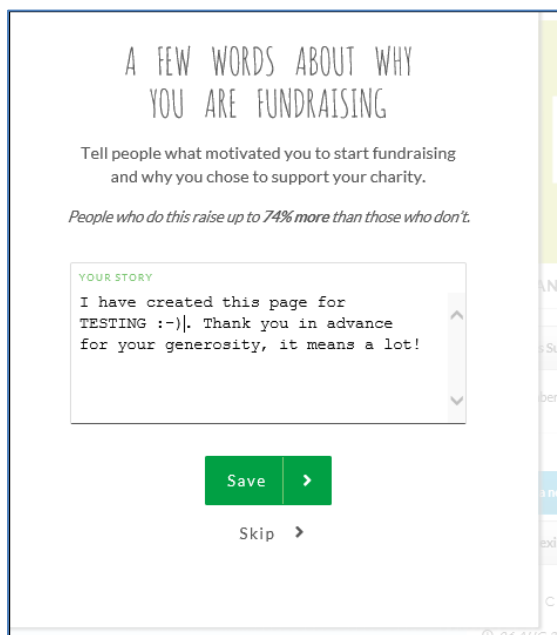 A FEW WORDS ABOUT WHY
YOU ARE FUNDRAISING
Tell people what motivated you to start fundraising
and why you chose to support your charity.
People who do this raise up to 74% more than those who don't.
YOUR STORY
I have created this page for
TESTING :-). Thank you in advance
for your generosity, it means a lot!
Save
Skip